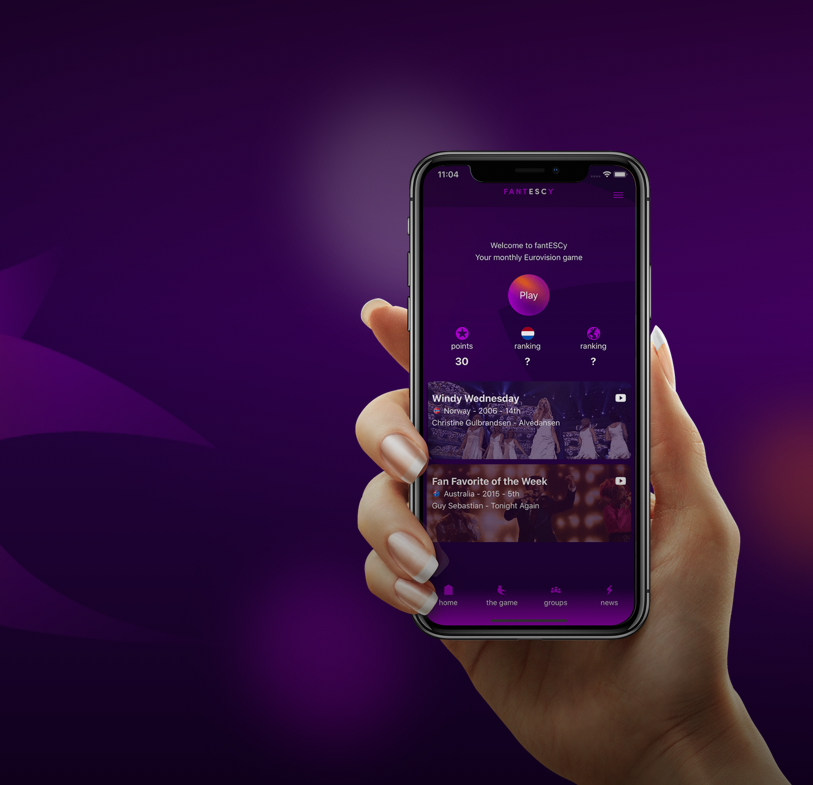 11:04
FANTESCY
Welcome to fantESCy
Your monthly Eurovision game
Play
points
ranking
ranking
30
?
?
Windy Wednesday
Norway - 2006 - 14th
Christine Gulbrandsen - Alvedansen
Fan Favorite of the Week
Australia - 2015 - 5th
Guy Sebastian - Tonight Again
home
the game
groups
news